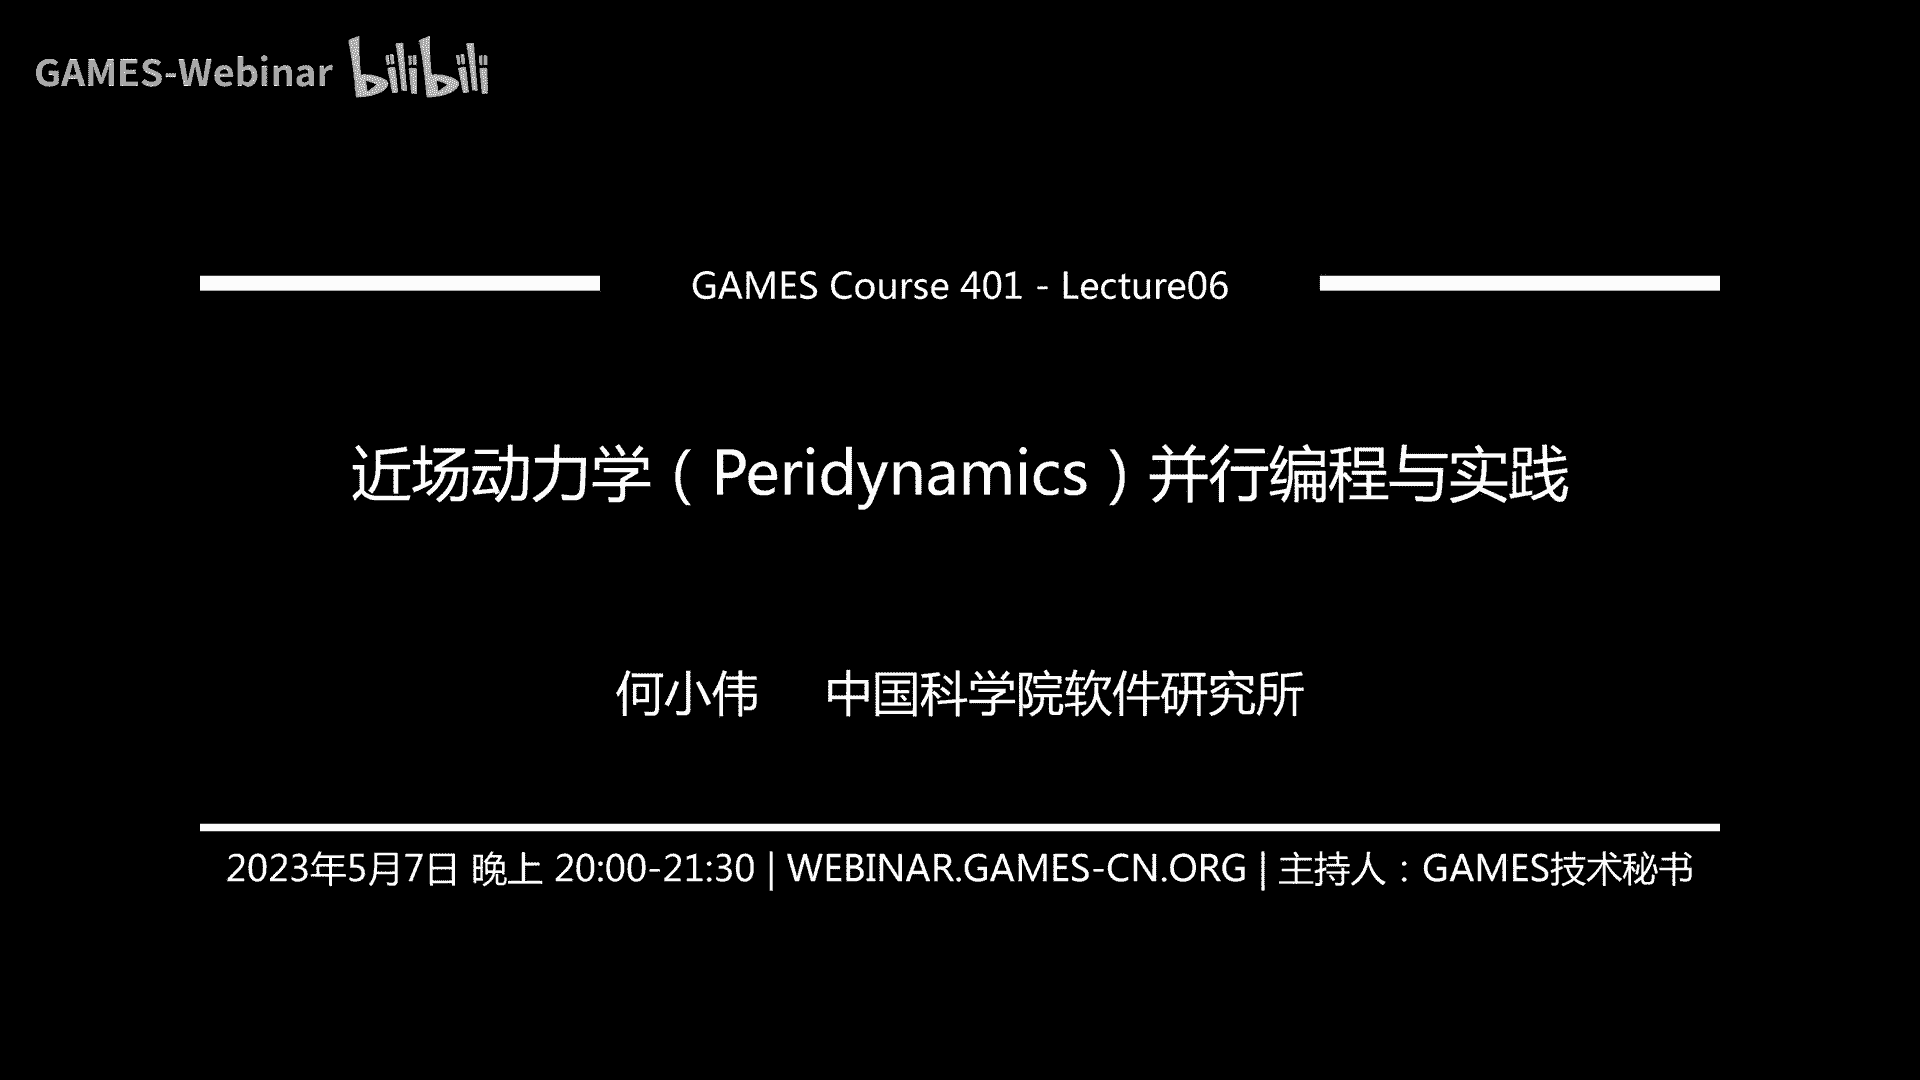 GAMES-Webinar bilibili
GAMES Course 401 - Lecture06
近场动力学（Peridynamics）并行编程与实践
何小伟 中国科学院软件研究所
2023年5月7日 晚上 20:00-21:30 | WEBINAR.GAMES-CN.ORG | 主持人：GAMES技术秘书